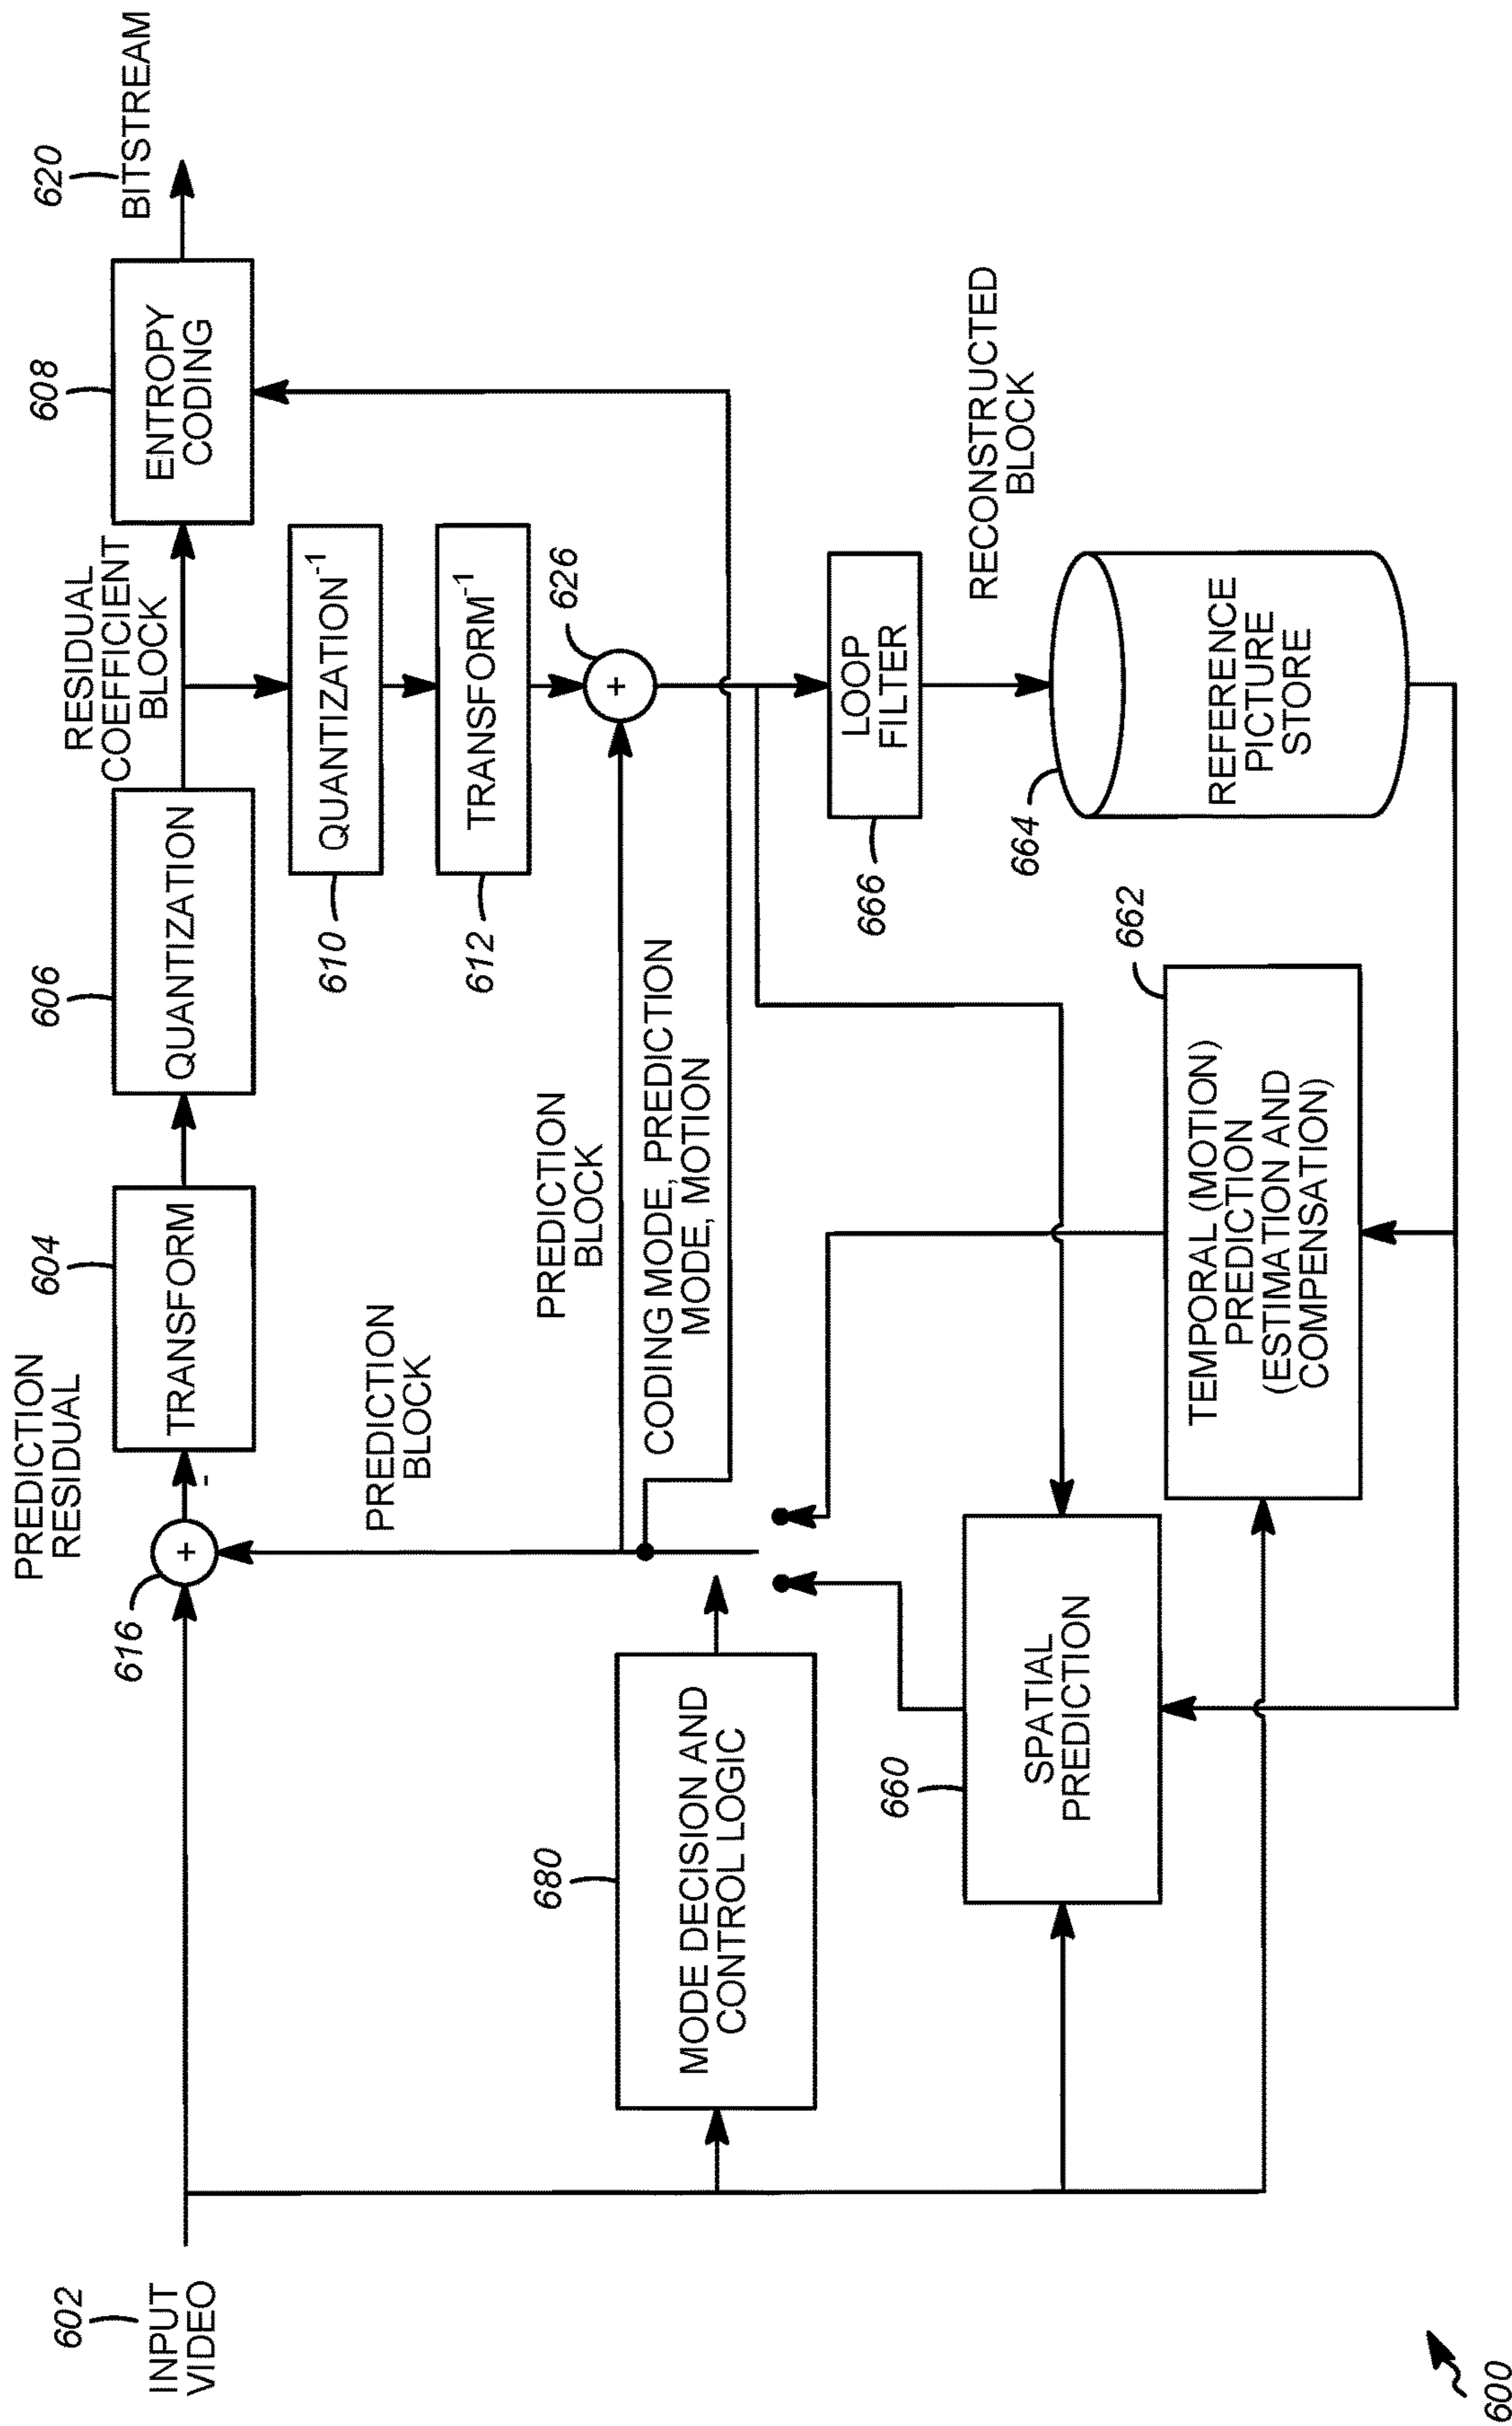 602
INPUT
VIDEO
616
PREDICTION
RESIDUAL
+
-
604
TRANSFORM
606
QUANTIZATION
RESIDUAL
COEFFICIENT
BLOCK
608
ENTROPY
CODING
620
BITSTREAM
610
QUANTIZATION-1
612
TRANSFORM-1
626
+
PREDICTION
BLOCK
PREDICTION
BLOCK
CODING MODE, PREDICTION
MODE, MOTION
680
MODE DECISION AND
CONTROL LOGIC
666
LOOP
FILTER
RECONSTRUCTED
BLOCK
660
SPATIAL
PREDICTION
662
TEMPORAL (MOTION)
PREDICTION
(ESTIMATION AND
COMPENSATION)
664
REFERENCE
PICTURE
STORE
600